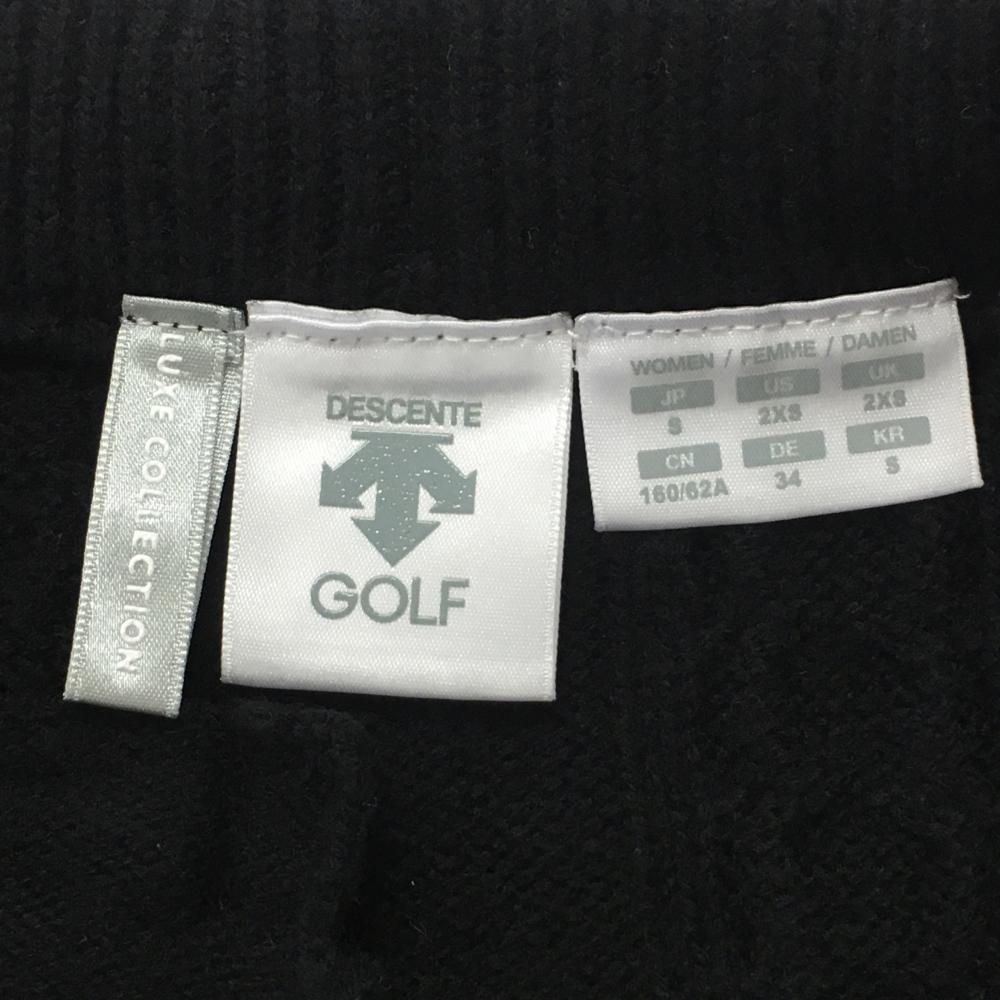 LUXE COLLECTION
DESCENTE
GOLF
WOMEN / FEMME / DAMEN
JP US UK
S 2XS 2XS
CN DE KR
160/62A 34 S